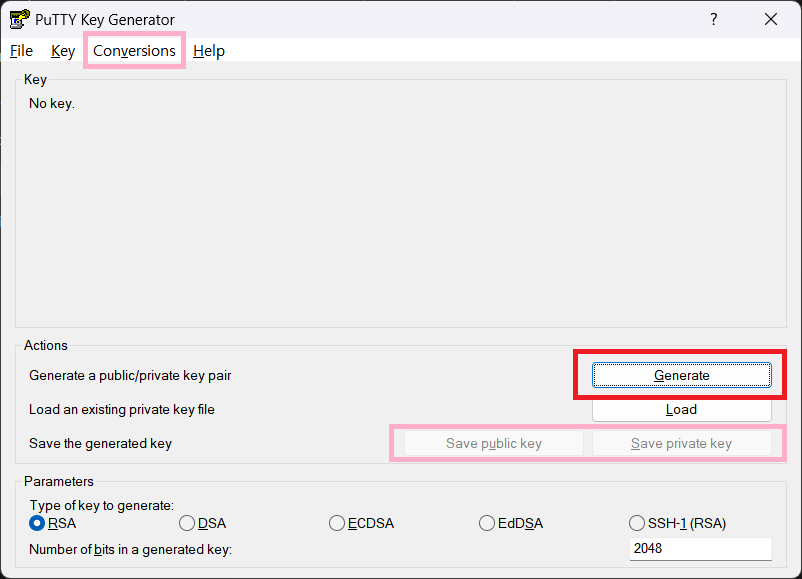 PuTTY Key Generator ?
File Key Conversions Help
Key
No key.
Actions
Generate a public/private key pair Generate
Load an existing private key file Load
Save the generated key Save public key Save private key
Parameters
Type of key to generate:
RSA DSA ECDSA EdDSA SSH-1 (RSA)
Number of bits in a generated key: 2048